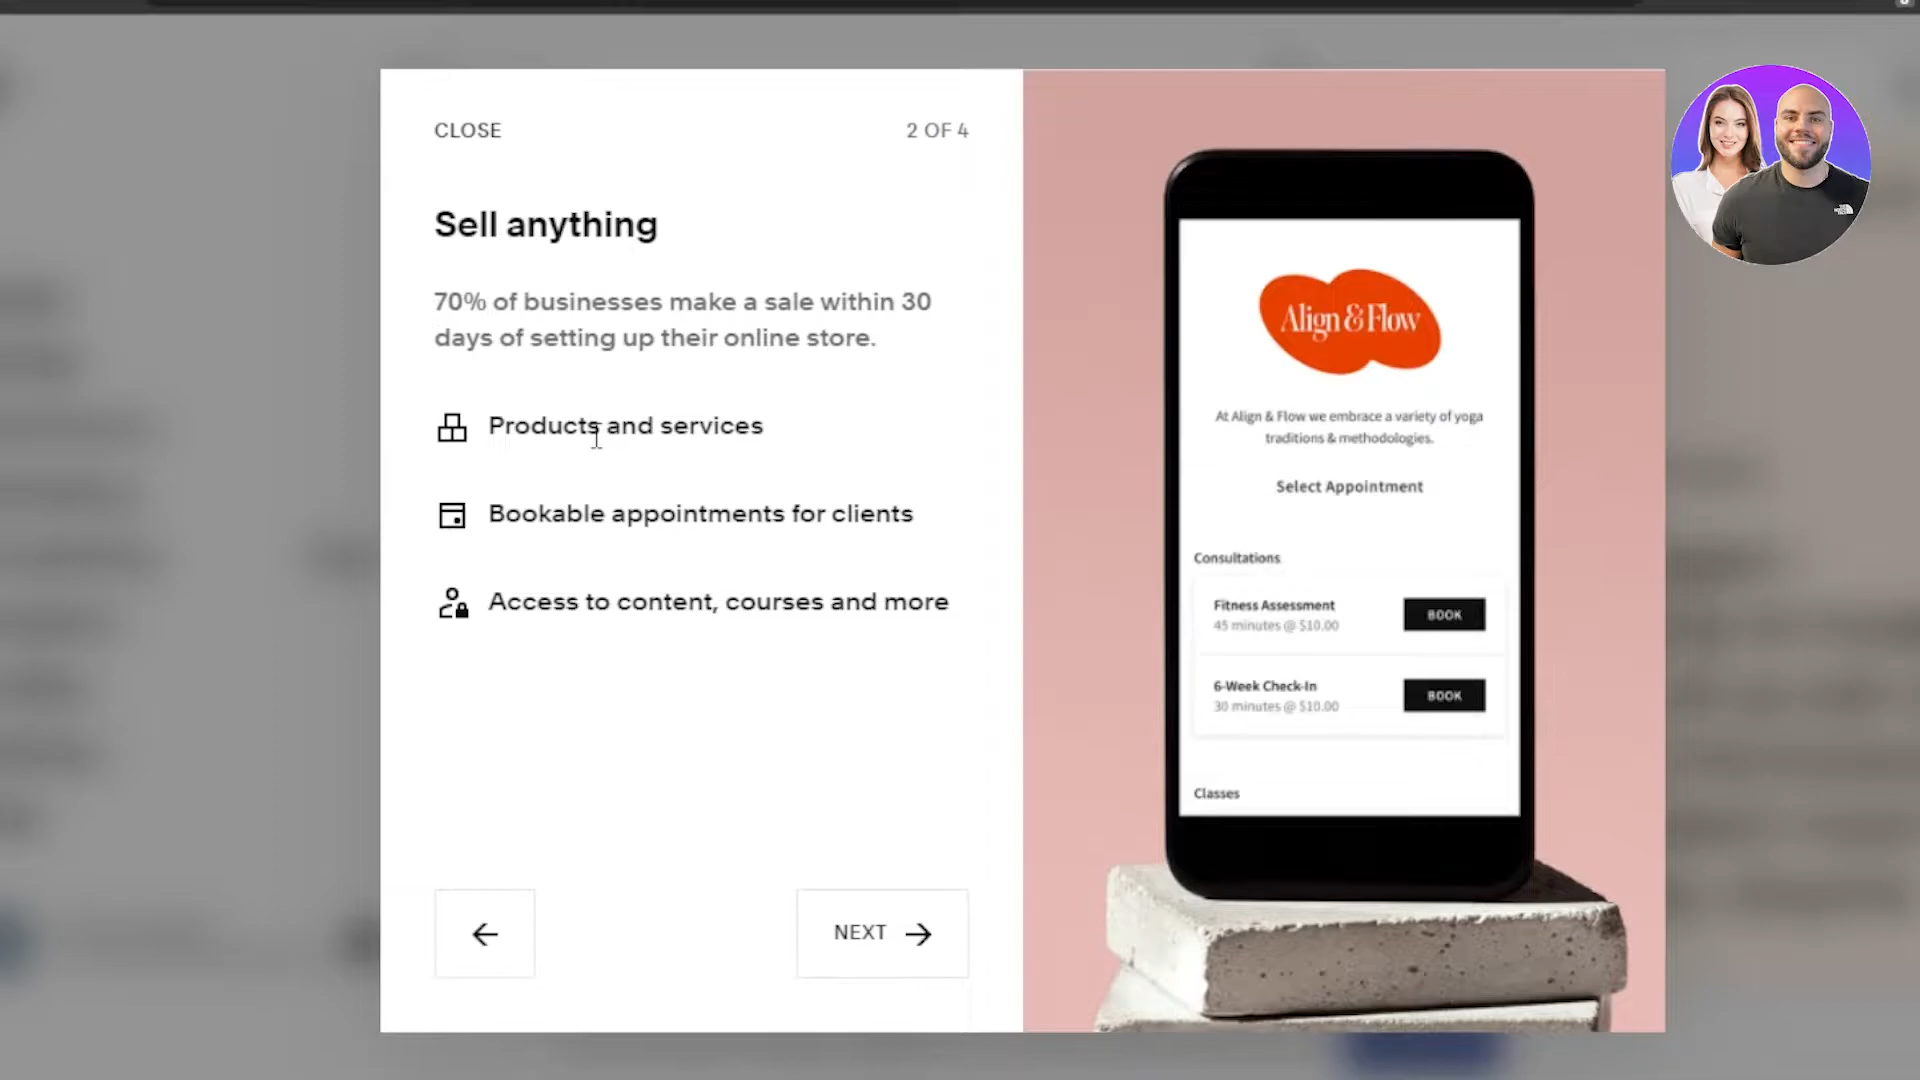 CLOSE
2 OF 4
Sell anything
70% of businesses make a sale within 30
days of setting up their online store.
Products and services
Bookable appointments for clients
Access to content, courses and more
NEXT
Align & Flow
At Align & Flow we embrace a variety of yoga
traditions & methodologies.
Select Appointment
Consultations
Fitness Assessment
45 minutes @ $10.00
BOOK
6-Week Check-In
30 minutes @ $10.00
BOOK
Classes